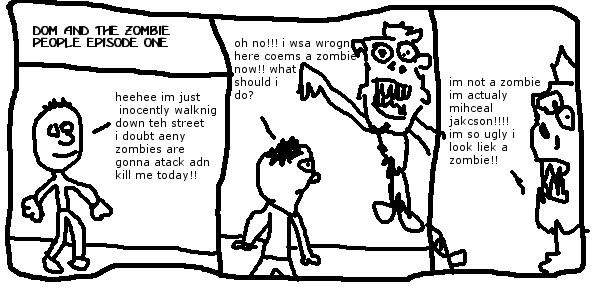 DOM AND THE ZOMBIE
PEOPLE EPISODE ONE
heehee im just
inocently walknig
down teh street
i doubt aeny
zombies are
gonna atack adn
kill me today!!
oh no!!! i wsa wrogn
here coems a zombie
now!! what
should i
do?
im not a zombie
im actualy
mihceal
jakcson!!!!
im so ugly i
look liek a
zombie!!